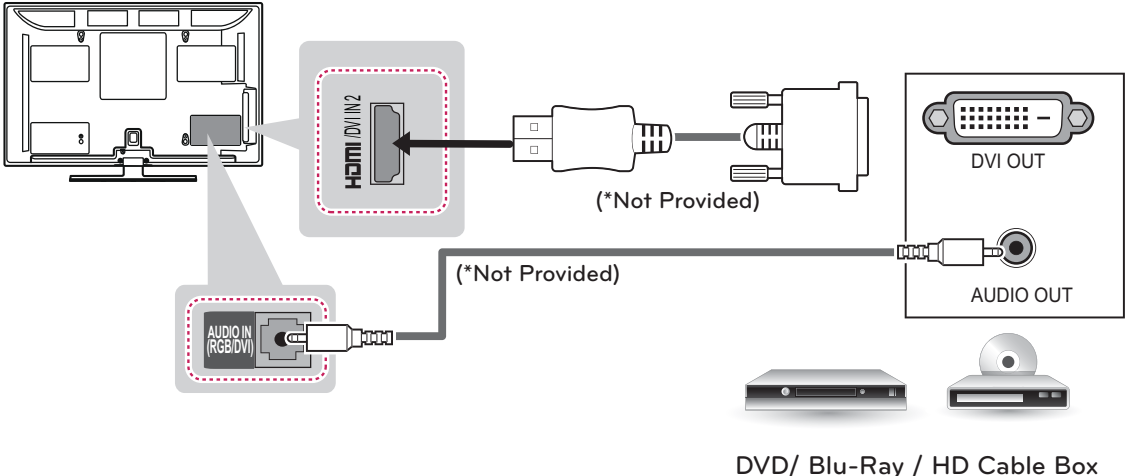 HDMI /DVI IN 2
DVI OUT
(*Not Provided)
(*Not Provided)
AUDIO OUT
AUDIO IN
(RGB/DVI)
DVD/ Blu-Ray / HD Cable Box